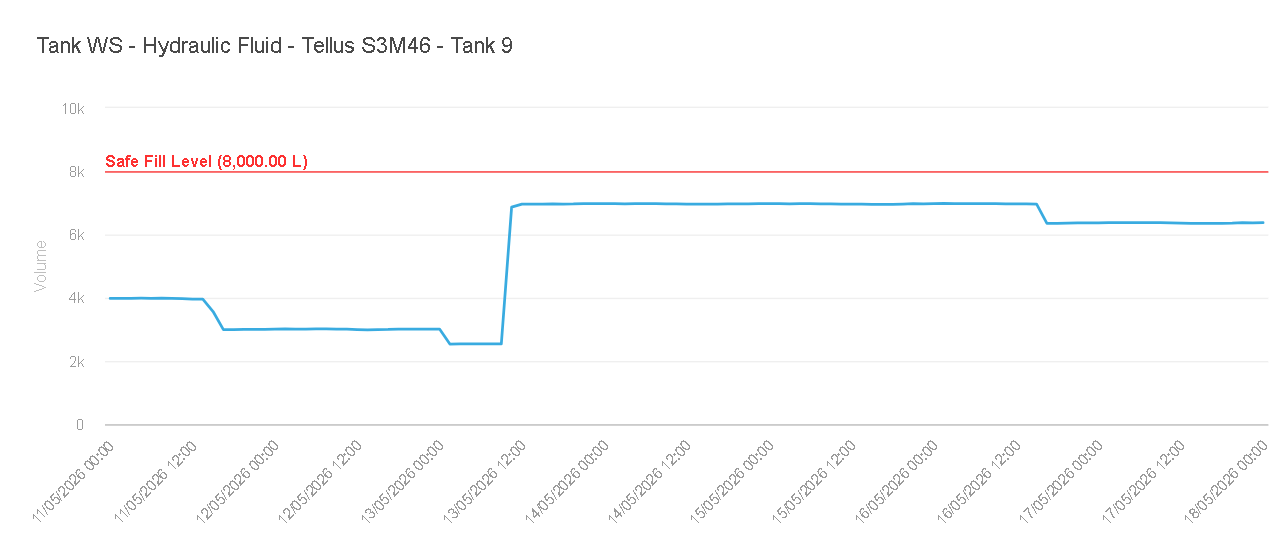 Tank WS - Hydraulic Fluid - Tellus S3M46 - Tank 9
10k
Safe Fill Level (8,000.00 L)
8k
6k
Volume
4k
2k
0
11/05/2026 00:00
11/05/2026 12:00
12/05/2026 00:00
12/05/2026 12:00
13/05/2026 00:00
13/05/2026 12:00
14/05/2026 00:00
14/05/2026 12:00
15/05/2026 00:00
15/05/2026 12:00
16/05/2026 00:00
16/05/2026 12:00
17/05/2026 00:00
17/05/2026 12:00
18/05/2026 00:00